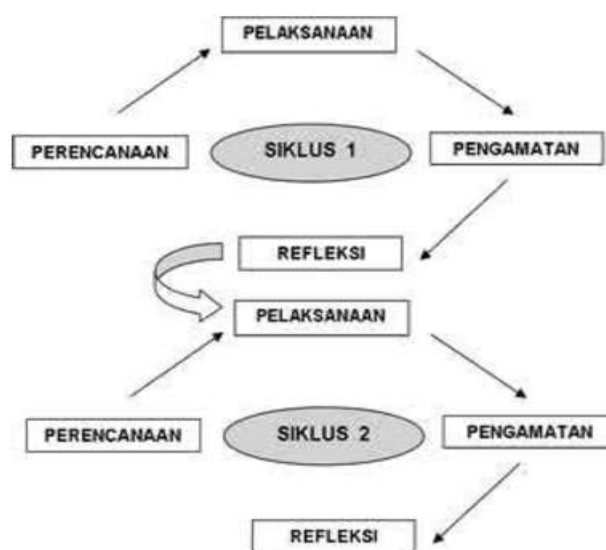 PELAKSANAAN
PERENCANAAN
SIKLUS 1
PENGAMATAN
REFLEKSI
PELAKSANAAN
PERENCANAAN
SIKLUS 2
PENGAMATAN
REFLEKSI